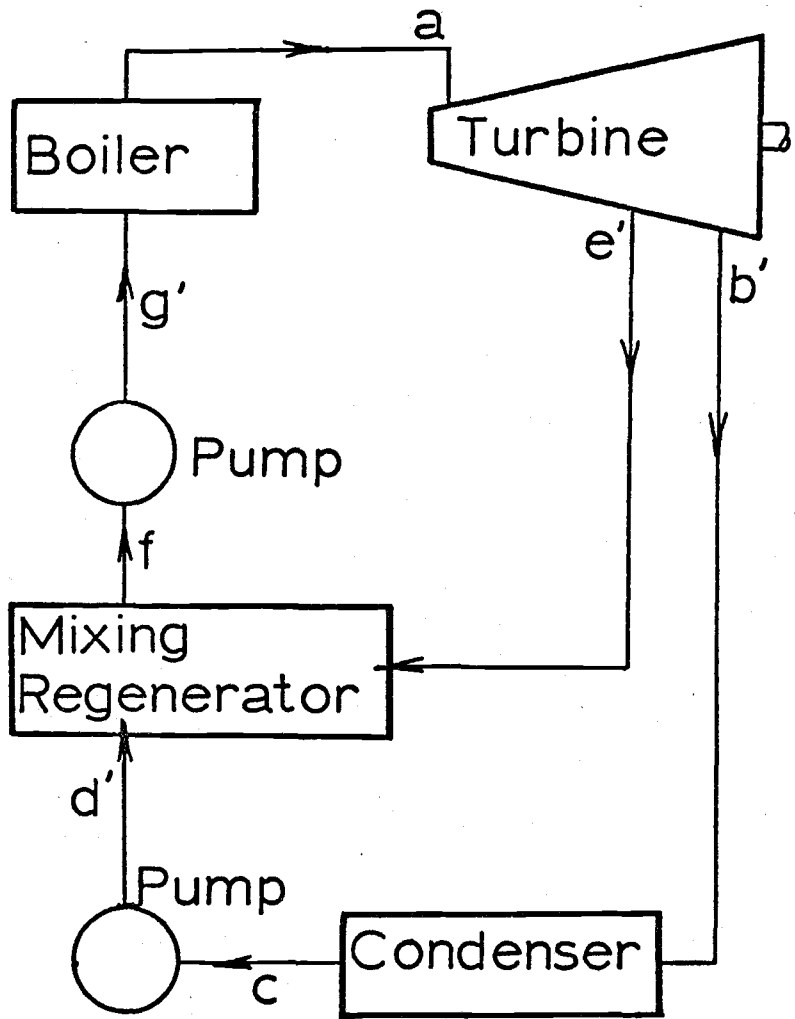 a
Boiler
Turbine
e'
b'
g'
Pump
f
Mixing
Regenerator
d'
Pump
Condenser
c